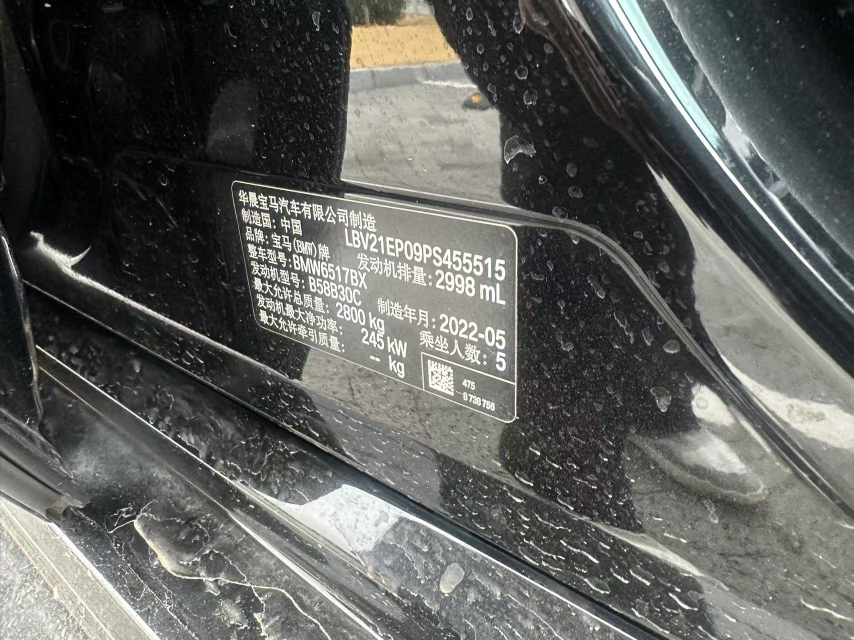 华晨宝马汽车有限公司制造
制造国: 中国 LBV21EP09PS455515
品牌: 宝马(BMW)牌 发动机排量: 2998 mL
整车型号: BMW6517BX
发动机型号: B58B30C 制造年月: 2022-05
最大允许总质量: 2800 kg 乘坐人数: 5
发动机最大净功率: 245 kW
最大允许牵引质量: -- kg
475
6 738 756